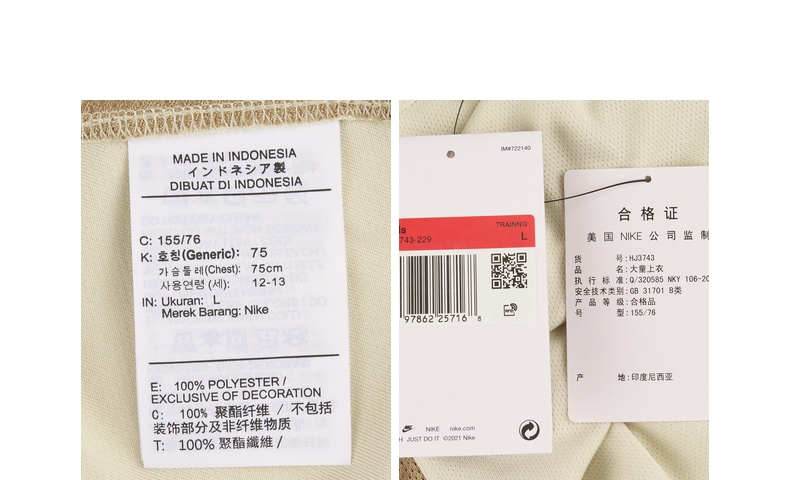 MADE IN INDONESIA
インドネシア製
DIBUAT DI INDONESIA
C: 155/76
K: 호칭(Generic): 75
가슴둘레(Chest): 75cm
사용연령 (세): 12-13
IN: Ukuran: L
Merek Barang: Nike
E: 100% POLYESTER /
EXCLUSIVE OF DECORATION
C: 100% 聚酯纤维 / 不包括
装饰部分及非纤维物质
T: 100% 聚酯纖維 /
IM#722140
TRAINNG
743-229
L
97862 25716 8
NIKE nike.com
JUST DO IT ©2021 Nike
合格证
美国 NIKE 公司监制
货号:HJ3743
品名:大童上衣
执行标准:Q/320585 NKY 106-20
安全技术类别:GB 31701 B类
产品等级:合格品
号型:155/76
产地:印度尼西亚